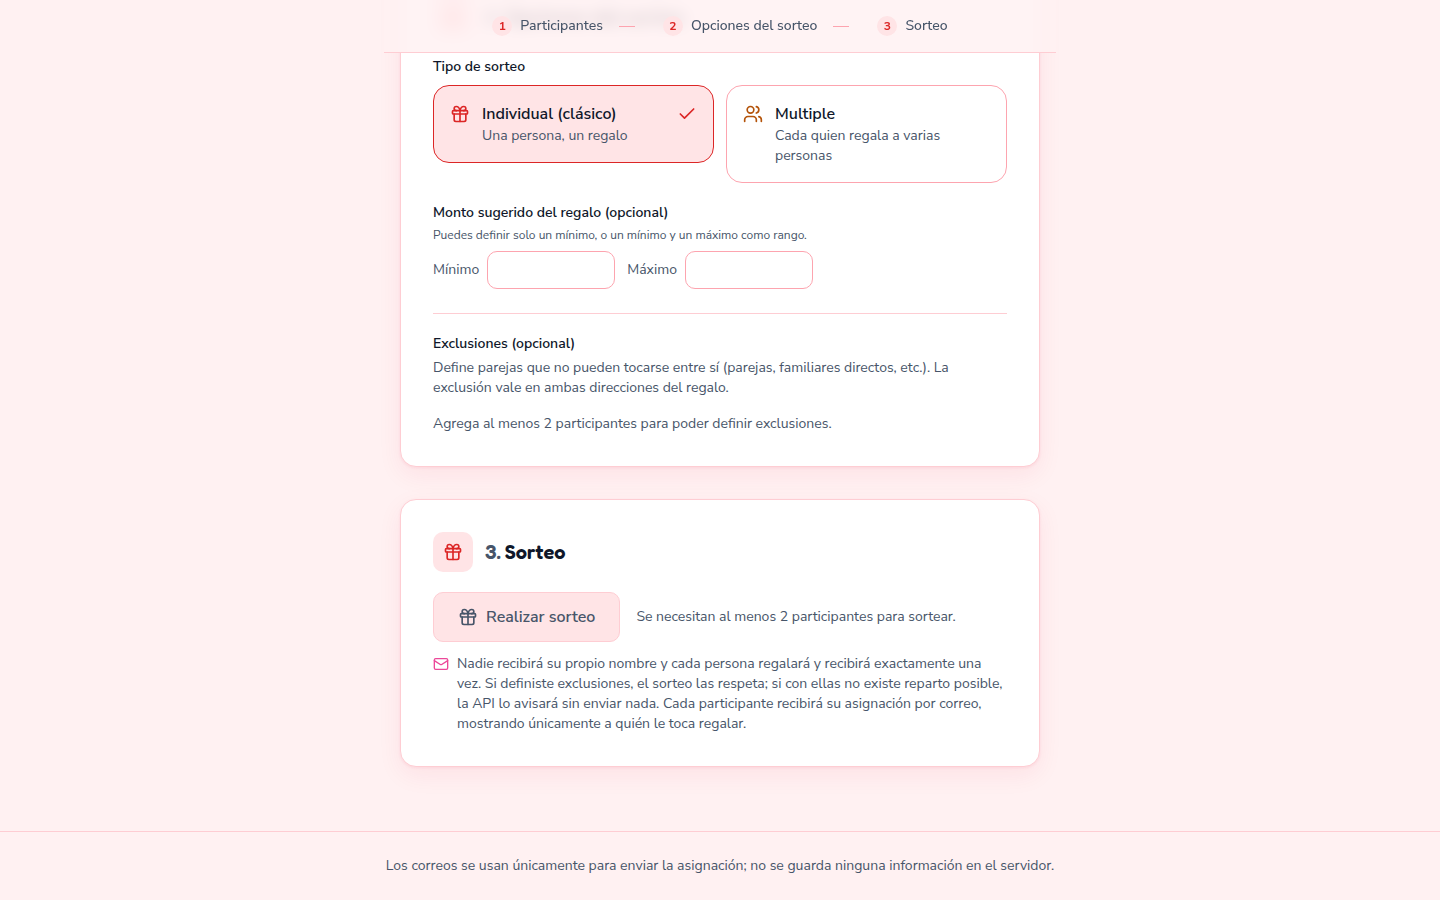 1 Participantes 2 Opciones del sorteo 3 Sorteo
Tipo de sorteo
Individual (clásico)
Una persona, un regalo
Multiple
Cada quien regala a varias
personas
Monto sugerido del regalo (opcional)
Puedes definir solo un mínimo, o un mínimo y un máximo como rango.
Mínimo Máximo
Exclusiones (opcional)
Define parejas que no pueden tocarse entre sí (parejas, familiares directos, etc.). La
exclusión vale en ambas direcciones del regalo.
Agrega al menos 2 participantes para poder definir exclusiones.
3. Sorteo
Realizar sorteo Se necesitan al menos 2 participantes para sortear.
Nadie recibirá su propio nombre y cada persona regalará y recibirá exactamente una
vez. Si definiste exclusiones, el sorteo las respeta; si con ellas no existe reparto posible,
la API lo avisará sin enviar nada. Cada participante recibirá su asignación por correo,
mostrando únicamente a quién le toca regalar.
Los correos se usan únicamente para enviar la asignación; no se guarda ninguna información en el servidor.